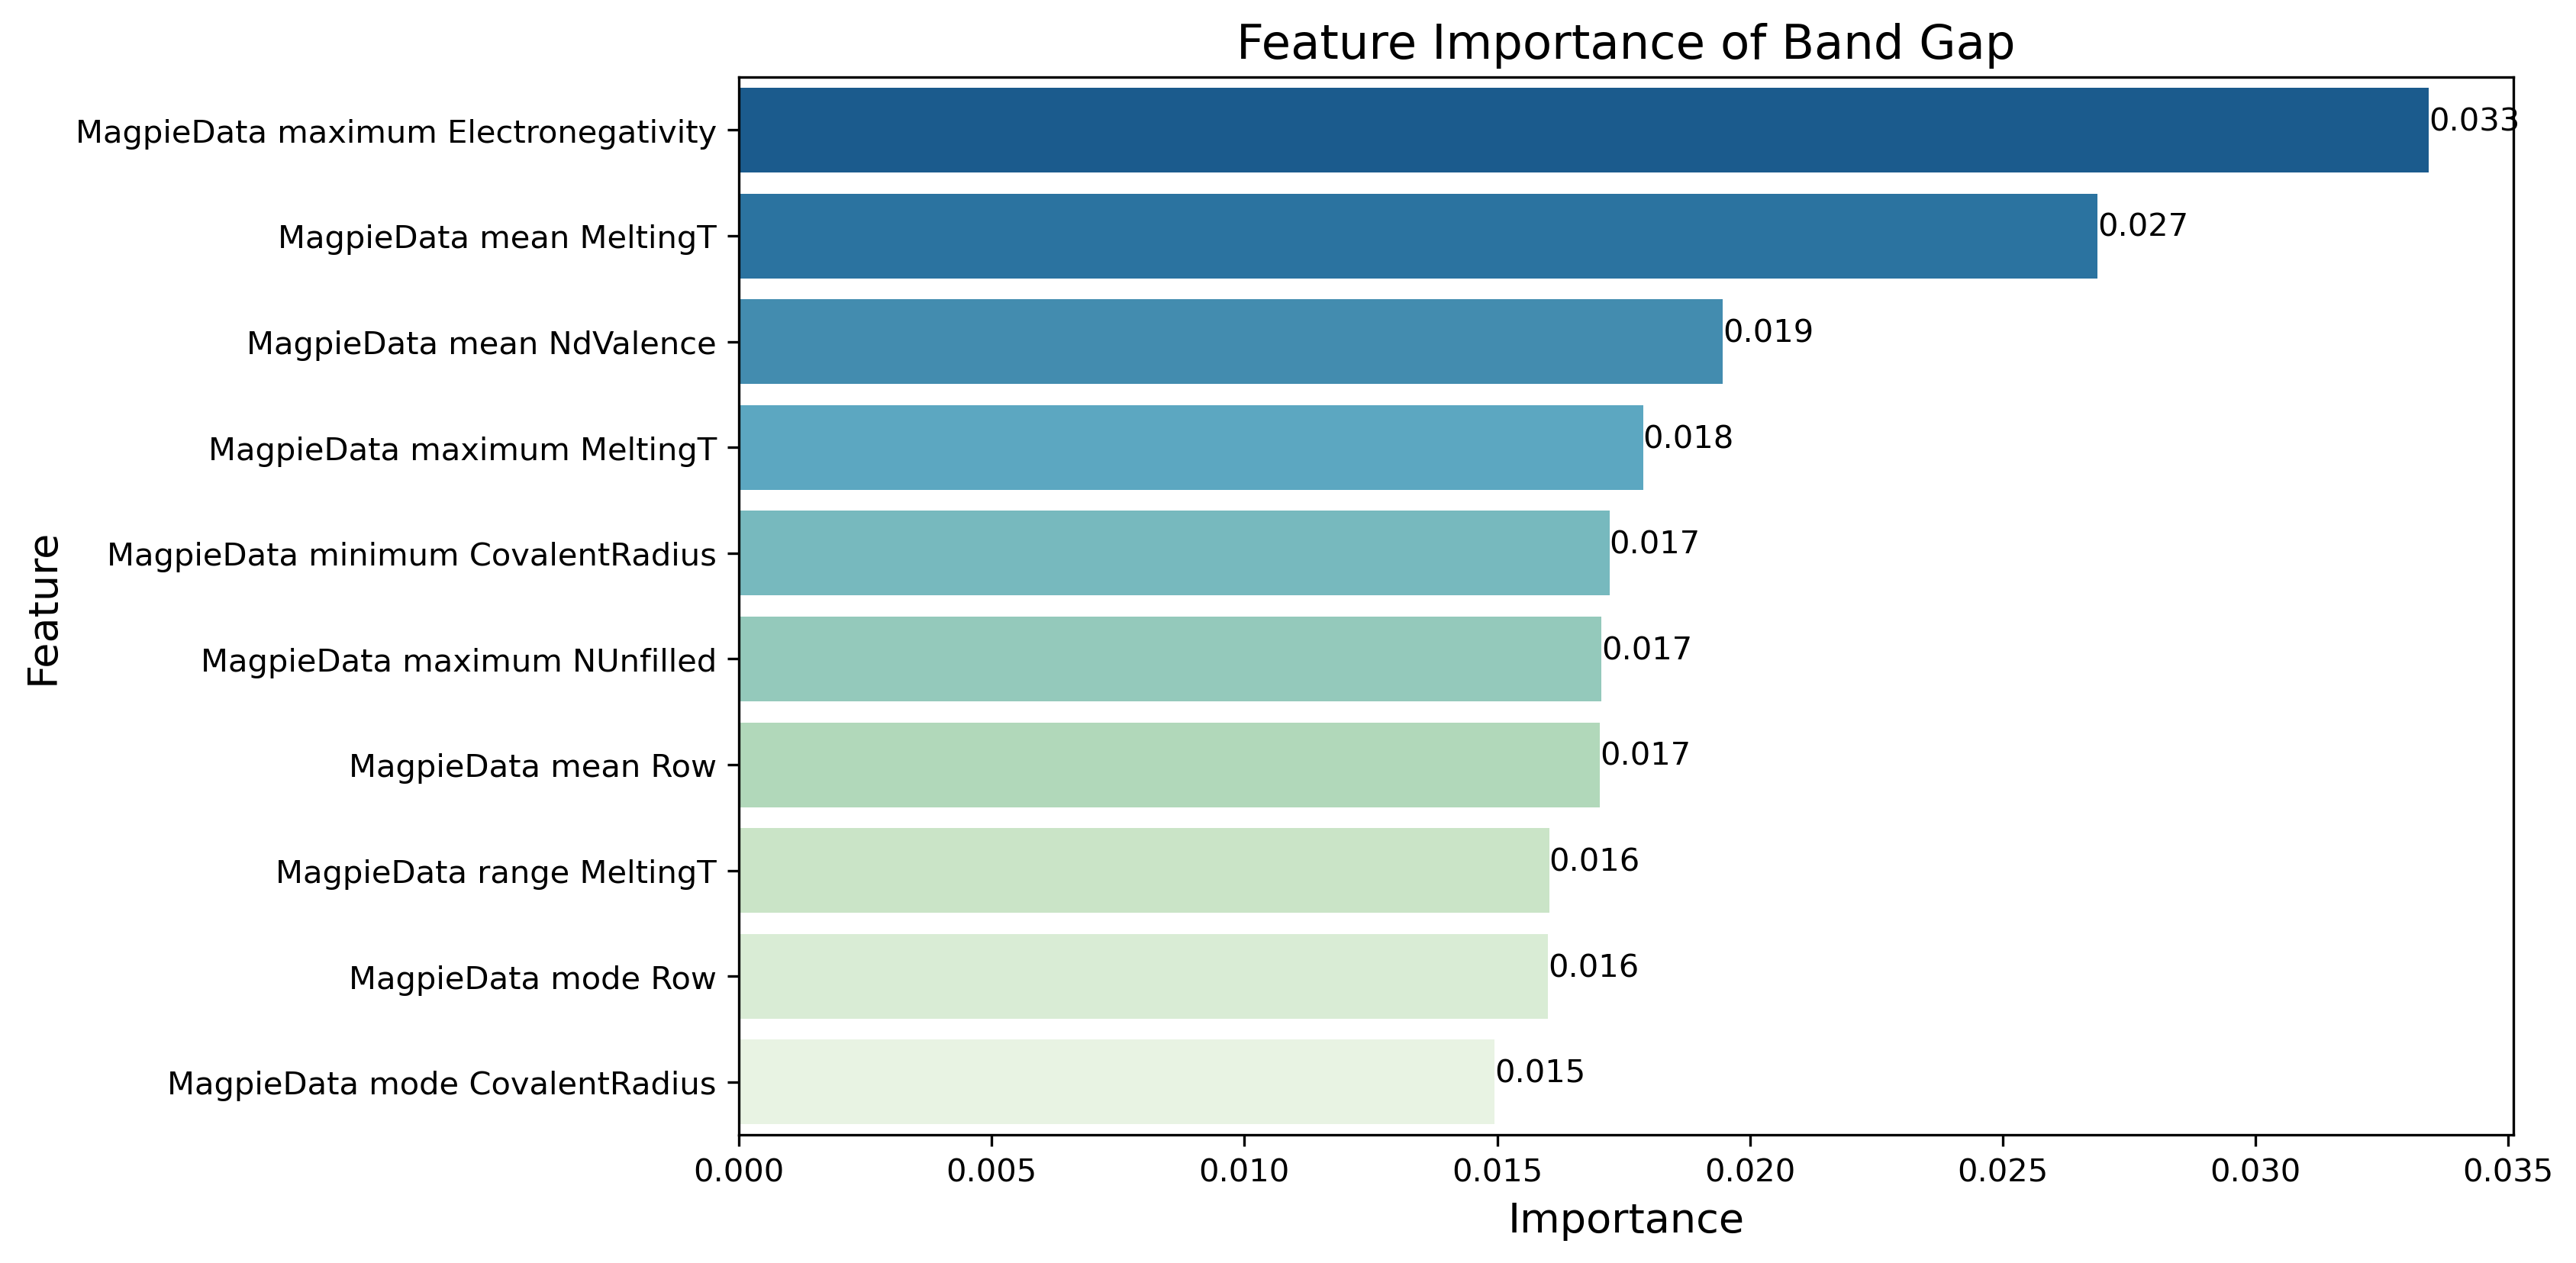 Feature Importance of Band Gap
MagpieData maximum Electronegativity
0.033
MagpieData mean MeltingT
0.027
MagpieData mean NdValence
0.019
MagpieData maximum MeltingT
0.018
MagpieData minimum CovalentRadius
0.017
MagpieData maximum NUnfilled
0.017
MagpieData mean Row
0.017
MagpieData range MeltingT
0.016
MagpieData mode Row
0.016
MagpieData mode CovalentRadius
0.015
Feature
0.000 0.005 0.010 0.015 0.020 0.025 0.030 0.035
Importance